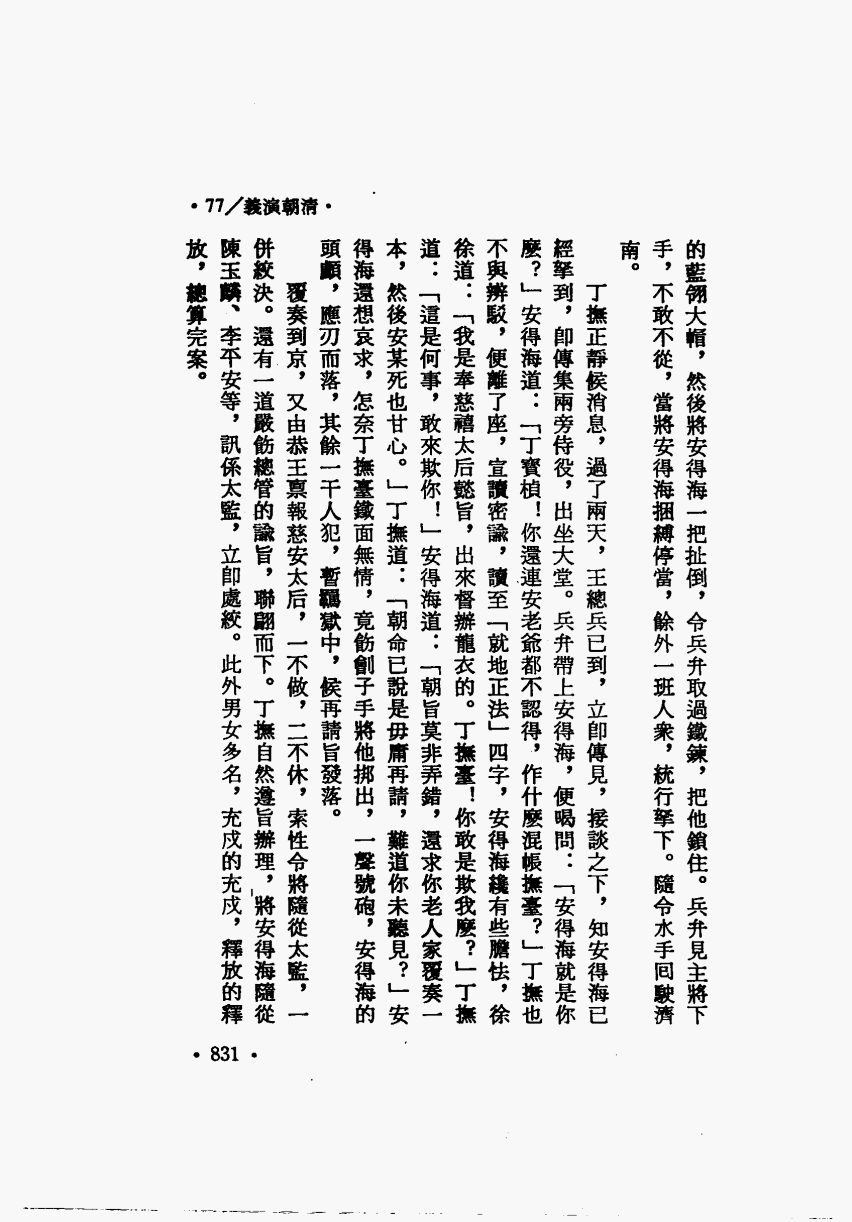 ·77／義演朝清·
的藍翎大帽，然後將安得海一把扯倒，令兵弁取過鐵鍊，把他鎖住。兵弁見主將下
手，不敢不從，當將安得海捆縛停當，餘外一班人衆，統行拏下。隨令水手囘駛濟
南。
丁撫正靜候消息，過了兩天，王總兵已到，立卽傳見，接談之下，知安得海已
經拏到，卽傳集兩旁侍役，出坐大堂。兵弁帶上安得海，便喝問：「安得海就是你
麼？」安得海道：「丁寶楨！你還連安老爺都不認得，作什麼混帳撫臺？」丁撫也
不與辨駁，便離了座，宣讀密諭，讀至「就地正法」四字，安得海纔有些膽怯，徐
徐道：「我是奉慈禧太后懿旨，出來督辦龍衣的。丁撫臺！你敢是欺我麼？」丁撫
道：「這是何事，敢來欺你！」安得海道：「朝旨莫非弄錯，還求你老人家覆奏一
本，然後安某死也甘心。」丁撫道：「朝命已說是毋庸再請，難道你未聽見？」安
得海還想哀求，怎奈丁撫臺鐵面無情，竟飭劊子手將他挷出，一聲號砲，安得海的
頭顱，應刃而落，其餘一干人犯，暫羈獄中，候再請旨發落。
覆奏到京，又由恭王禀報慈安太后，一不做，二不休，索性令將隨從太監，一
併絞決。還有一道嚴飭總管的諭旨，聯翩而下。丁撫自然遵旨辦理，將安得海隨從
陳玉麟、李平安等，訊係太監，立卽處絞。此外男女多名，充戍的充戍，釋放的釋
放，總算完案。
·831·